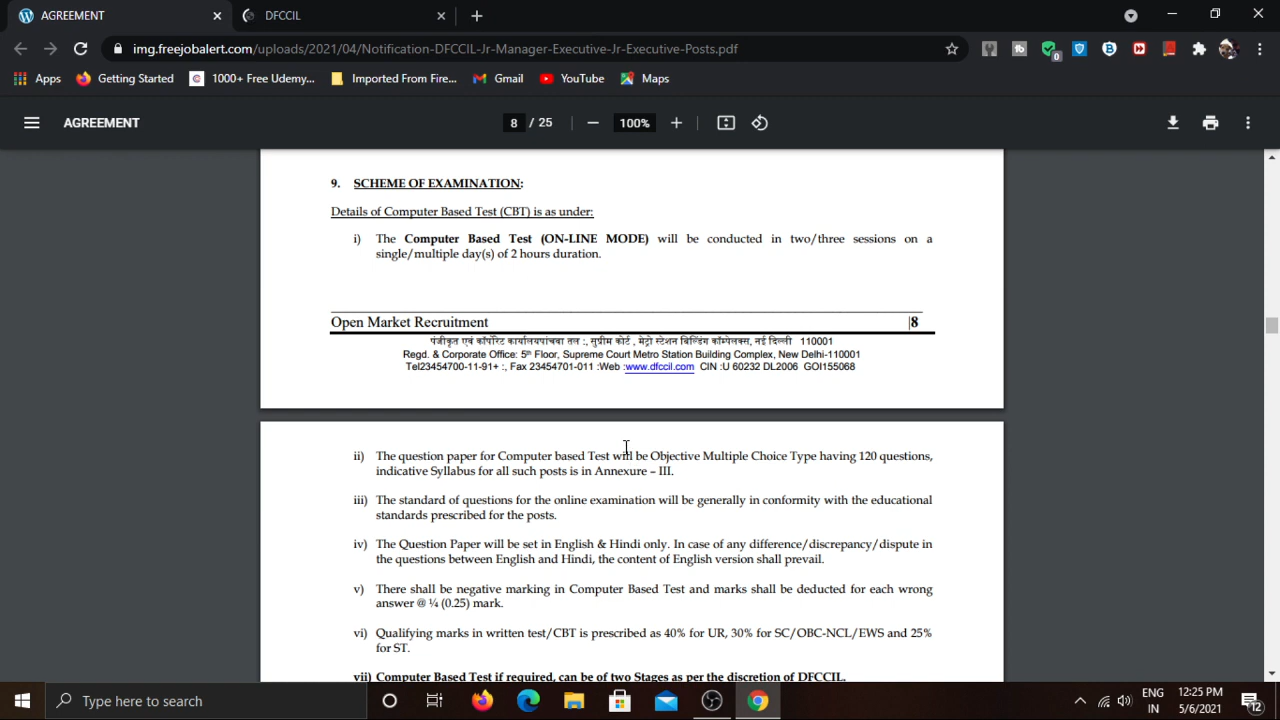 AGREEMENT
DFCCIL
img.freejobalert.com/uploads/2021/04/Notification-DFCCIL-Jr-Manager-Executive-Jr-Executive-Posts.pdf
Apps
Getting Started
1000+ Free Udemy...
Imported From Fire...
Gmail
YouTube
Maps
AGREEMENT
8 / 25
100%
9. SCHEME OF EXAMINATION:
Details of Computer Based Test (CBT) is as under:
i) The Computer Based Test (ON-LINE MODE) will be conducted in two/three sessions on a
single/multiple day(s) of 2 hours duration.
Open Market Recruitment |8
पंजीकृत एवं कॉर्पोरेट कार्यालयपांचवा तल :, सुप्रीम कोर्ट , मेट्रो स्टेशन बिल्डिंग कॉम्पेलक्स, नई दिल्ली 110001
Regd. & Corporate Office: 5th Floor, Supreme Court Metro Station Building Complex, New Delhi-110001
Tel23454700-11-91+ :, Fax 23454701-011 :Web :www.dfccil.com CIN :U 60232 DL2006 GOI155068
ii) The question paper for Computer based Test will be Objective Multiple Choice Type having 120 questions,
indicative Syllabus for all such posts is in Annexure – III.
iii) The standard of questions for the online examination will be generally in conformity with the educational
standards prescribed for the posts.
iv) The Question Paper will be set in English & Hindi only. In case of any difference/discrepancy/dispute in
the questions between English and Hindi, the content of English version shall prevail.
v) There shall be negative marking in Computer Based Test and marks shall be deducted for each wrong
answer @ ¼ (0.25) mark.
vi) Qualifying marks in written test/CBT is prescribed as 40% for UR, 30% for SC/OBC-NCL/EWS and 25%
for ST.
vii) Computer Based Test if required, can be of two Stages as per the discretion of DFCCIL.
Type here to search
ENG
IN
12:25 PM
5/6/2021
12
0